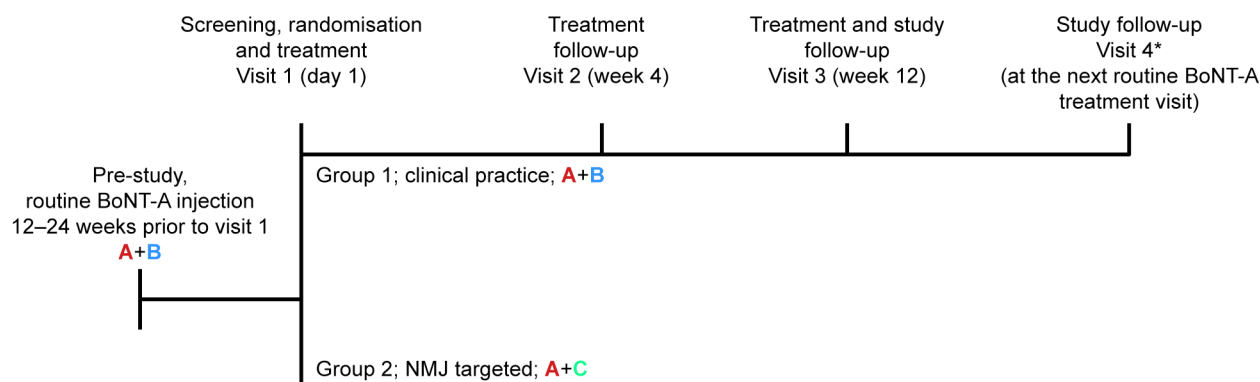 Screening, randomisation
and treatment
Visit 1 (day 1)
Treatment
follow-up
Visit 2 (week 4)
Treatment and study
follow-up
Visit 3 (week 12)
Study follow-up
Visit 4*
(at the next routine BoNT-A
treatment visit)
Pre-study,
routine BoNT-A injection
12–24 weeks prior to visit 1
A+B
Group 1; clinical practice; A+B
Group 2; NMJ targeted; A+C